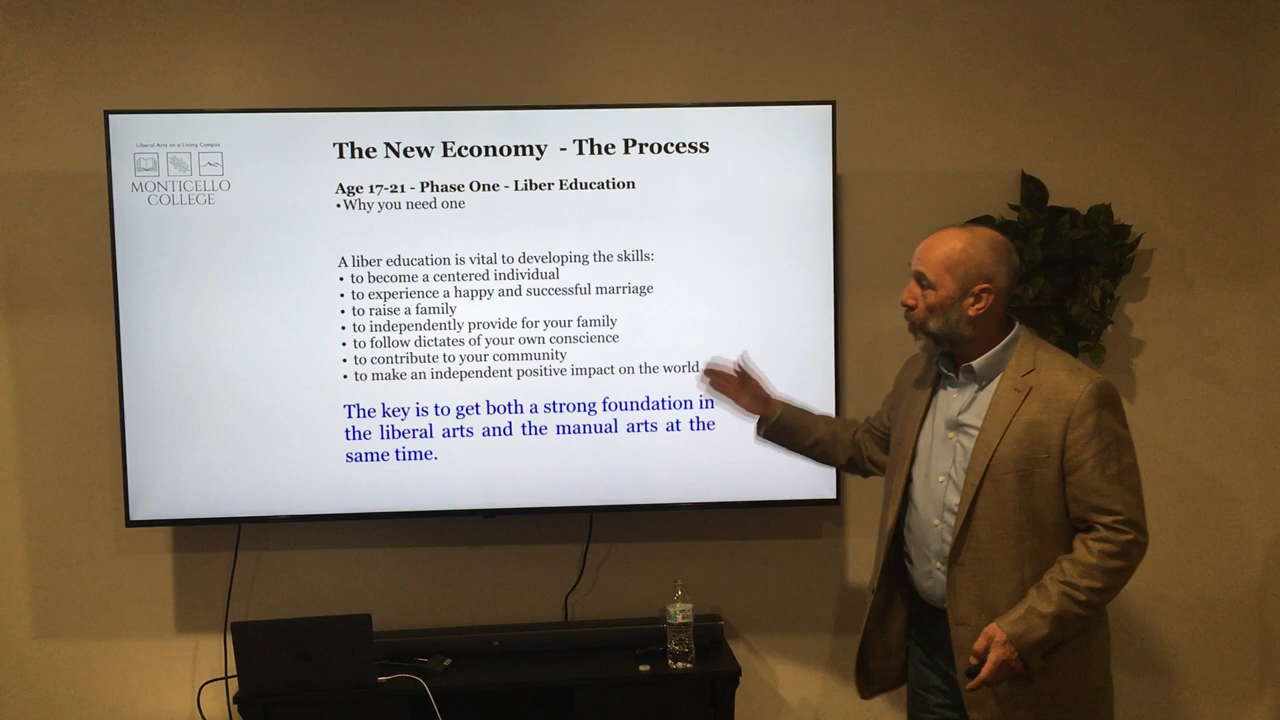 Liberal Arts on a Living Campus
MONTICELLO
COLLEGE
The New Economy - The Process
Age 17-21 - Phase One - Liber Education
•Why you need one
A liber education is vital to developing the skills:
• to become a centered individual
• to experience a happy and successful marriage
• to raise a family
• to independently provide for your family
• to follow dictates of your own conscience
• to contribute to your community
• to make an independent positive impact on the world
The key is to get both a strong foundation in
the liberal arts and the manual arts at the
same time.